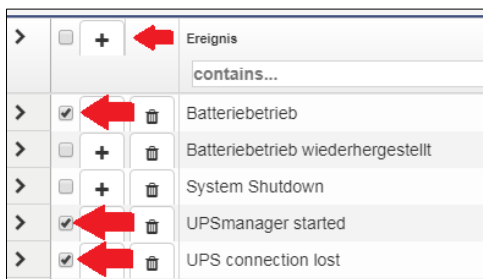 Ereignis
contains...
Batteriebetrieb
Batteriebetrieb wiederhergestellt
System Shutdown
UPSmanager started
UPS connection lost